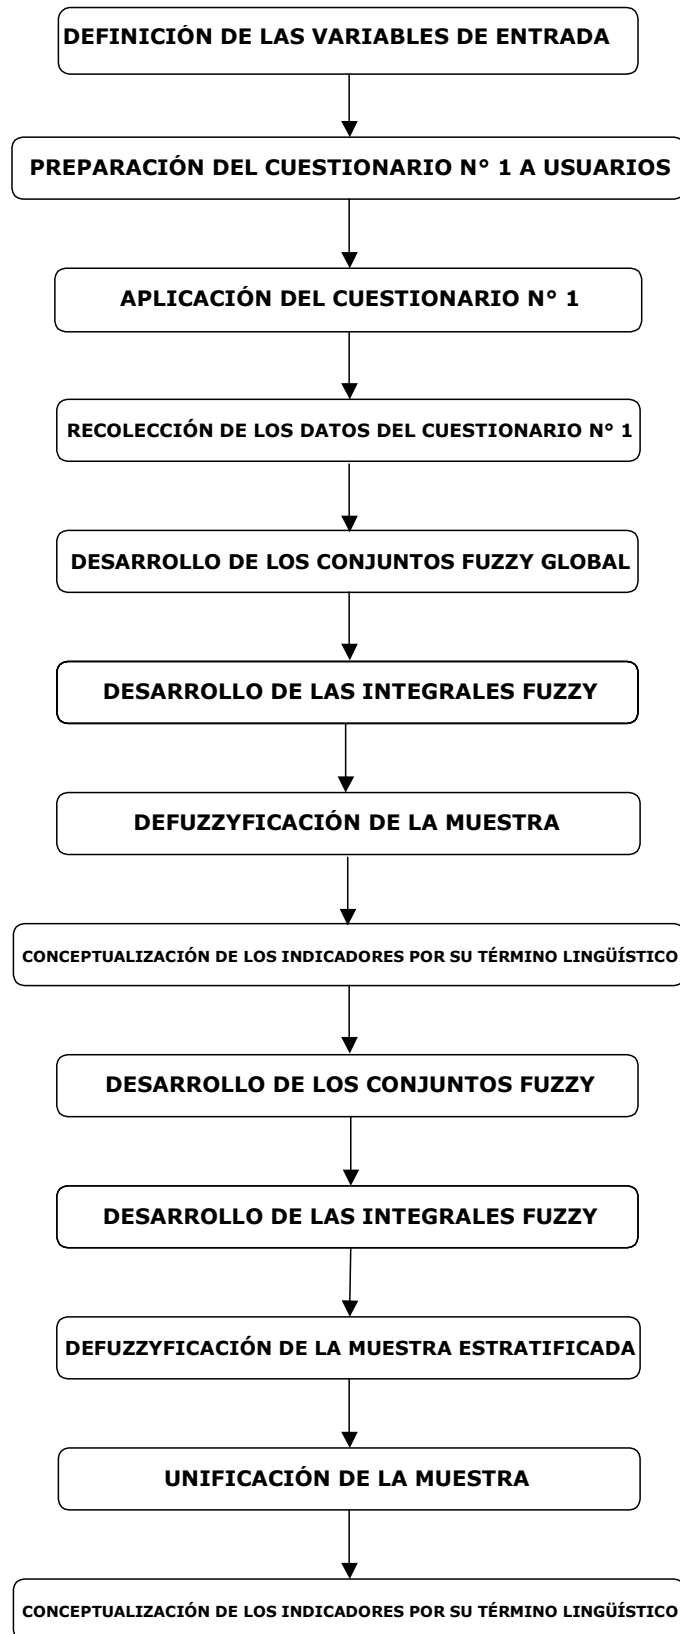 DEFINICIÓN DE LAS VARIABLES DE ENTRADA
PREPARACIÓN DEL CUESTIONARIO N° 1 A USUARIOS
APLICACIÓN DEL CUESTIONARIO N° 1
RECOLECCIÓN DE LOS DATOS DEL CUESTIONARIO N° 1
DESARROLLO DE LOS CONJUNTOS FUZZY GLOBAL
DESARROLLO DE LAS INTEGRALES FUZZY
DEFUZZYFICACIÓN DE LA MUESTRA
CONCEPTUALIZACIÓN DE LOS INDICADORES POR SU TÉRMINO LINGÜÍSTICO
DESARROLLO DE LOS CONJUNTOS FUZZY
DESARROLLO DE LAS INTEGRALES FUZZY
DEFUZZYFICACIÓN DE LA MUESTRA ESTRATIFICADA
UNIFICACIÓN DE LA MUESTRA
CONCEPTUALIZACIÓN DE LOS INDICADORES POR SU TÉRMINO LINGÜÍSTICO